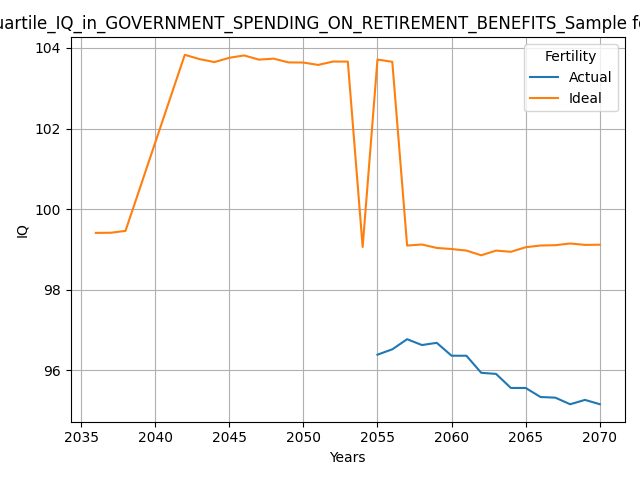 uartile_IQ_in_GOVERNMENT_SPENDING_ON_RETIREMENT_BENEFITS_Sample fo
Fertility
Actual
Ideal
104
102
100
98
96
IQ
2035
2040
2045
2050
2055
2060
2065
2070
Years